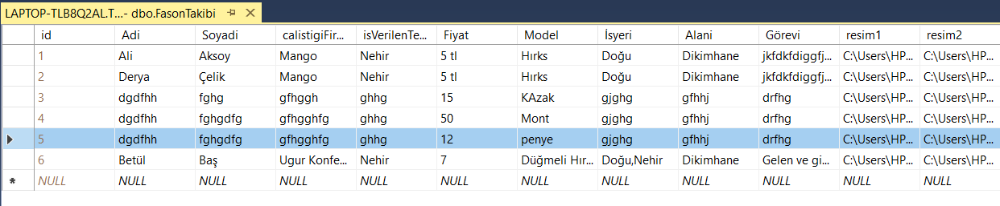 LAPTOP-TLB8Q2AL.T...- dbo.FasonTakibi
id Adi Soyadi calistigiFir... isVerilenTe... Fiyat Model İsyeri Alani Görevi resim1 resim2
1 Ali Aksoy Mango Nehir 5 tl Hırks Doğu Dikimhane jkfdkfdiggfj... C:\Users\HP... C:\Users\HP...
2 Derya Çelik Mango Nehir 5 tl Hırks Doğu Dikimhane jkfdkfdiggfj... C:\Users\HP... C:\Users\HP...
3 dgdfhh fghg gfhggh ghhg 15 KAzak gjghg gfhhj drfhg C:\Users\HP... C:\Users\HP...
4 dgdfhh fghgdfg gfhgghfg ghhg 50 Mont gjghg gfhhj drfhg C:\Users\HP... C:\Users\HP...
5 dgdfhh fghgdfg gfhgghfg ghhg 12 penye gjghg gfhhj drfhg C:\Users\HP... C:\Users\HP...
6 Betül Baş Ugur Konfe... Nehir 7 Düğmeli Hır... Doğu,Nehir Dikimhane Gelen ve gi... C:\Users\HP... C:\Users\HP...
* NULL NULL NULL NULL NULL NULL NULL NULL NULL NULL NULL NULL